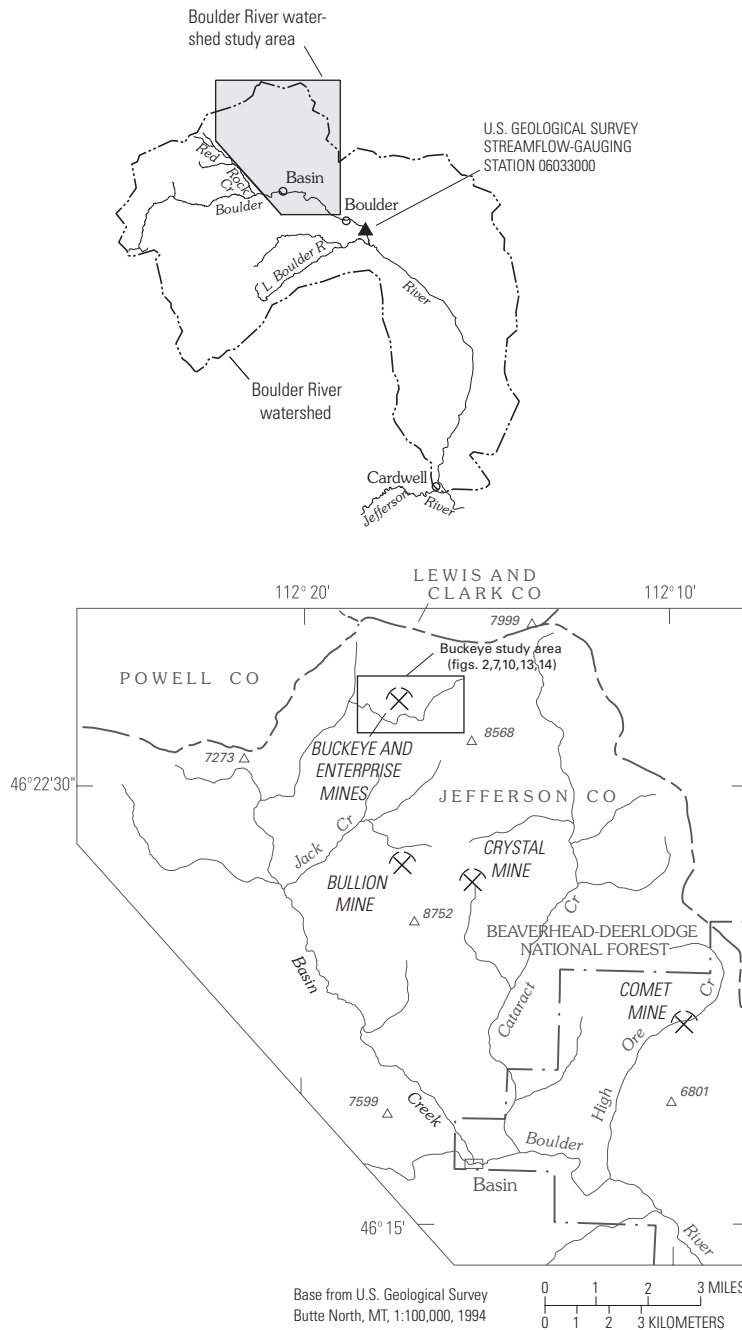 Boulder River water-
shed study area
U.S. GEOLOGICAL SURVEY
STREAMFLOW-GAUGING
STATION 06033000
Red Rock Cr
Basin
Boulder
Boulder
L. Boulder R
River
Boulder River
watershed
Cardwell
Jefferson River
LEWIS AND
CLARK CO
112° 20'
112° 10'
7999
Buckeye study area
(figs. 2,7,10,13,14)
POWELL CO
8568
7273
BUCKEYE AND
ENTERPRISE
MINES
46° 22'30"
JEFFERSON CO
Jack Cr
CRYSTAL
MINE
BULLION
MINE
8752
Cr
BEAVERHEAD-DEERLODGE
NATIONAL FOREST
Basin
Cataract
COMET
MINE
Cr
Ore
High
7599
6801
Creek
Boulder
Basin
46° 15'
River
Base from U.S. Geological Survey
Butte North, MT, 1:100,000, 1994
0 1 2 3 MILES
0 1 2 3 KILOMETERS